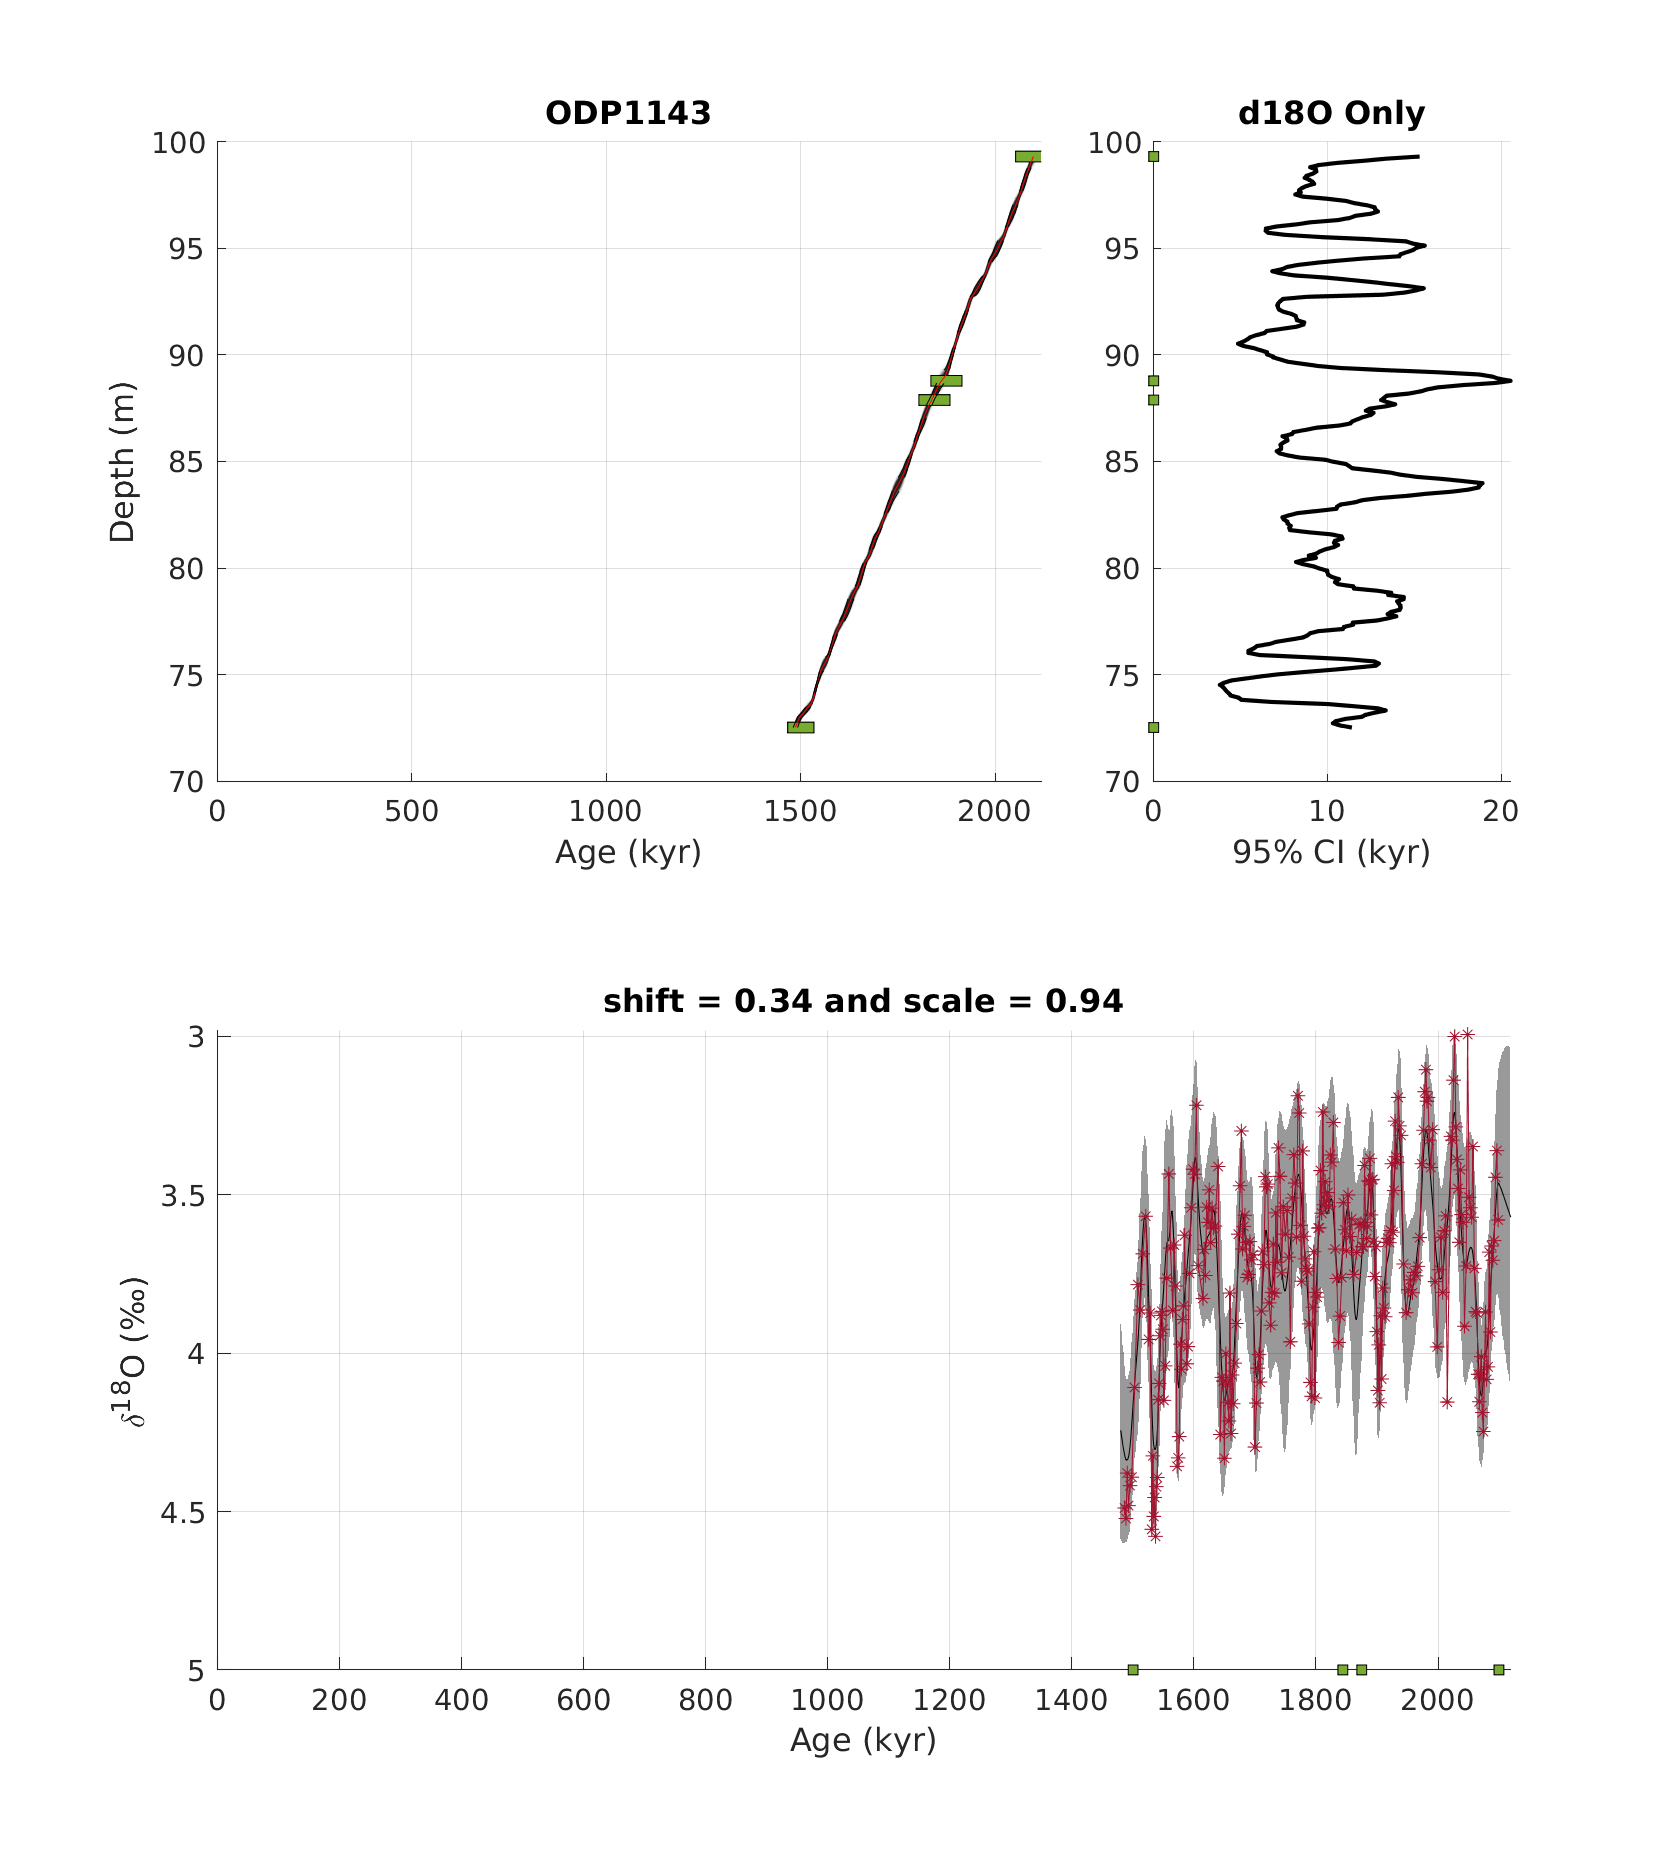 ODP1143
d18O Only
100
95
90
85
80
75
70
Depth (m)
0 500 1000 1500 2000
Age (kyr)
100
95
90
85
80
75
70
0 10 20
95% CI (kyr)
shift = 0.34 and scale = 0.94
3
3.5
4
4.5
5
δ18O (‰)
0 200 400 600 800 1000 1200 1400 1600 1800 2000
Age (kyr)